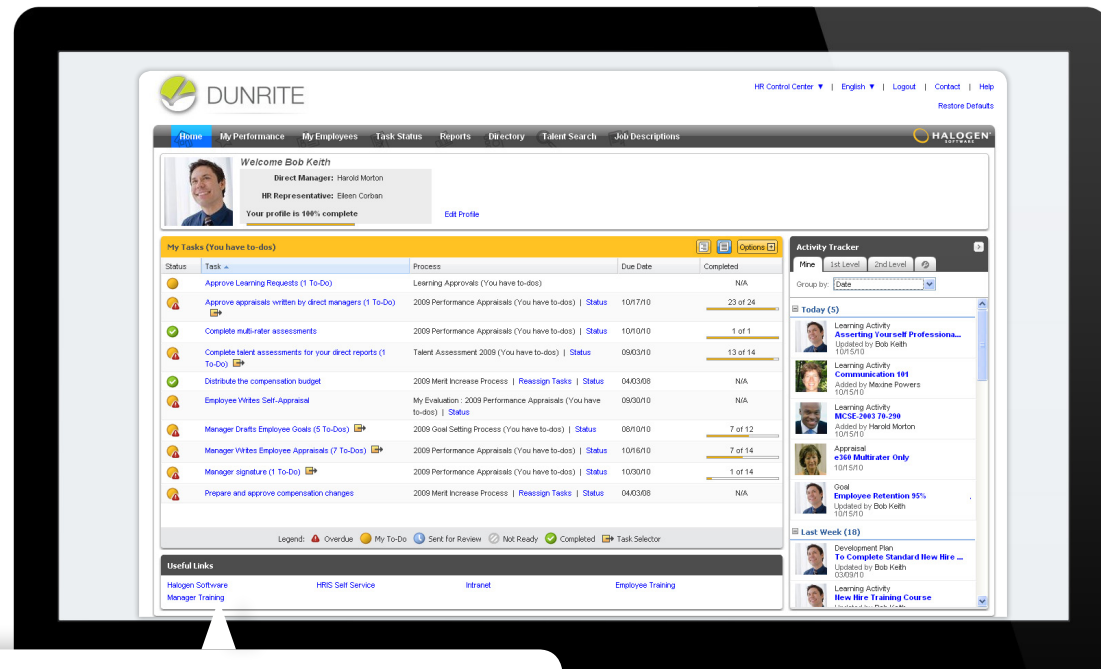 DUNRITE
HR Control Center ▼ | English ▼ | Logout | Contact | Help
Restore Defaults
Home My Performance My Employees Task Status Reports Directory Talent Search Job Descriptions
HALOGEN
SOFTWARE
Welcome Bob Keith
Direct Manager: Harold Morton
HR Representative: Eileen Corban
Your profile is 100% complete Edit Profile
My Tasks (You have to-dos) Options
Status Task Process Due Date Completed
Approve Learning Requests (1 To-Do) Learning Approvals (You have to-dos) N/A
Approve appraisals written by direct managers (1 To-Do) 2009 Performance Appraisals (You have to-dos) | Status 10/17/10 23 of 24
Complete multi-rater assessments 2009 Performance Appraisals (You have to-dos) | Status 10/10/10 1 of 1
Complete talent assessments for your direct reports (1 Talent Assessment 2009 (You have to-dos) | Status 09/03/10 13 of 14
To-Do)
Distribute the compensation budget 2009 Merit Increase Process | Reassign Tasks | Status 04/03/08 N/A
Employee Writes Self-Appraisal My Evaluation : 2009 Performance Appraisals (You have 09/30/10 N/A
to-dos) | Status
Manager Drafts Employee Goals (5 To-Dos) 2009 Goal Setting Process (You have to-dos) | Status 08/10/10 7 of 12
Manager Writes Employee Appraisals (7 To-Dos) 2009 Performance Appraisals (You have to-dos) | Status 10/16/10 7 of 14
Manager signature (1 To-Do) 2009 Performance Appraisals (You have to-dos) | Status 10/30/10 1 of 14
Prepare and approve compensation changes 2009 Merit Increase Process | Reassign Tasks | Status 04/03/08 N/A
Legend: Overdue My To-Do Sent for Review Not Ready Completed Task Selector
Useful Links
Halogen Software HRIS Self Service Intranet Employee Training
Manager Training
Activity Tracker
Mine 1st Level 2nd Level
Group by: Date
Today (5)
Learning Activity
Asserting Yourself Professiona...
Updated by Bob Keith
10/15/10
Learning Activity
Communication 101
Added by Maxine Powers
10/15/10
Learning Activity
MCSE-2003 70-290
Added by Harold Morton
10/15/10
Appraisal
e360 Multirater Only
10/15/10
Goal
Employee Retention 95%
Updated by Bob Keith
10/15/10
Last Week (18)
Development Plan
To Complete Standard New Hire ...
Updated by Bob Keith
03/09/10
Learning Activity
New Hire Training Course
Updated by Bob Keith